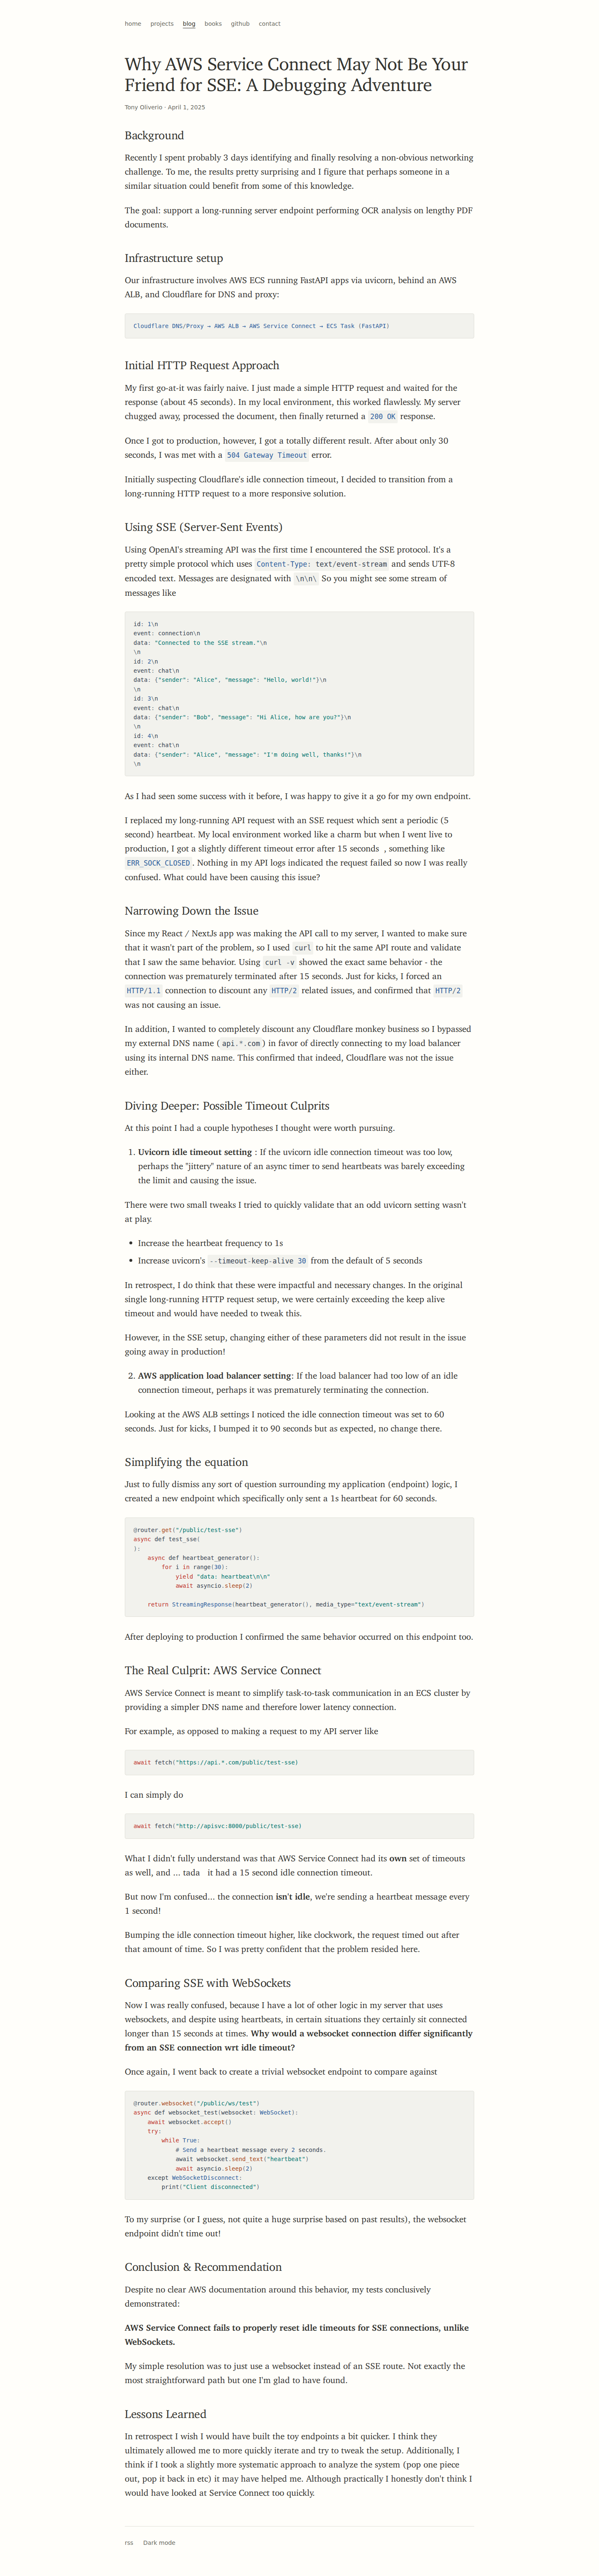 home projects blog books github contact
Why AWS Service Connect May Not Be Your
Friend for SSE: A Debugging Adventure
Tony Oliverio - April 1, 2025
Background
Recently I spent probably 3 days identifying and finally resolving a non-obvious networking
challenge. To me, the results pretty surprising and I figure that perhaps someone in a
similar situation could benefit from some of this knowledge.
The goal: support a long-running server endpoint performing OCR analysis on lengthy PDF
documents.
Infrastructure setup
Our infrastructure involves AWS ECS running FastAPI apps via uvicorn, behind an AWS
ALB, and Cloudflare for DNS and proxy:
Cloudflare DNS/Proxy → AWS ALB → AWS Service Connect → ECS Task (FastAPI)
Initial HTTP Request Approach
My first go-at-it was fairly naive. I just made a simple HTTP request and waited for the
response (about 45 seconds). In my local environment, this worked flawlessly. My server
chugged away, processed the document, then finally returned a 200 OK response.
Once I got to production, however, I got a totally different result. After about only 30
seconds, I was met with a 504 Gateway Timeout error.
Initially suspecting Cloudflare's idle connection timeout, I decided to transition from a
long-running HTTP request to a more responsive solution.
Using SSE (Server-Sent Events)
Using OpenAI's streaming API was the first time I encountered the SSE protocol. It's a
pretty simple protocol which uses Content-Type: text/event-stream and sends UTF-8
encoded text. Messages are designated with \n\n\ So you might see some stream of
messages like
id: 1\n
event: connection\n
data: "Connected to the SSE stream."\n
\n
id: 2\n
event: chat\n
data: {"sender": "Alice", "message": "Hello, world!"}\n
\n
id: 3\n
event: chat\n
data: {"sender": "Bob", "message": "Hi Alice, how are you?"}\n
\n
id: 4\n
event: chat\n
data: {"sender": "Alice", "message": "I'm doing well, thanks!"}\n
\n
As I had seen some success with it before, I was happy to give it a go for my own endpoint.
I replaced my long-running API request with an SSE request which sent a periodic (5
second) heartbeat. My local environment worked like a charm but when I went live to
production, I got a slightly different timeout error after 15 seconds , something like
ERR_SOCK_CLOSED. Nothing in my API logs indicated the request failed so now I was really
confused. What could have been causing this issue?
Narrowing Down the Issue
Since my React / NextJs app was making the API call to my server, I wanted to make sure
that it wasn't part of the problem, so I used curl to hit the same API route and validate
that I saw the same behavior. Using curl -v showed the exact same behavior - the
connection was prematurely terminated after 15 seconds. Just for kicks, I forced an
HTTP/1.1 connection to discount any HTTP/2 related issues, and confirmed that HTTP/2
was not causing an issue.
In addition, I wanted to completely discount any Cloudflare monkey business so I bypassed
my external DNS name (api.*.com) in favor of directly connecting to my load balancer
using its internal DNS name. This confirmed that indeed, Cloudflare was not the issue
either.
Diving Deeper: Possible Timeout Culprits
At this point I had a couple hypotheses I thought were worth pursuing.
1. Uvicorn idle timeout setting : If the uvicorn idle connection timeout was too low,
perhaps the "jittery" nature of an async timer to send heartbeats was barely exceeding
the limit and causing the issue.
There were two small tweaks I tried to quickly validate that an odd uvicorn setting wasn't
at play.
• Increase the heartbeat frequency to 1s
• Increase uvicorn's --timeout-keep-alive 30 from the default of 5 seconds
In retrospect, I do think that these were impactful and necessary changes. In the original
single long-running HTTP request setup, we were certainly exceeding the keep alive
timeout and would have needed to tweak this.
However, in the SSE setup, changing either of these parameters did not result in the issue
going away in production!
2. AWS application load balancer setting: If the load balancer had too low of an idle
connection timeout, perhaps it was prematurely terminating the connection.
Looking at the AWS ALB settings I noticed the idle connection timeout was set to 60
seconds. Just for kicks, I bumped it to 90 seconds but as expected, no change there.
Simplifying the equation
Just to fully dismiss any sort of question surrounding my application (endpoint) logic, I
created a new endpoint which specifically only sent a 1s heartbeat for 60 seconds.
@router.get("/public/test-sse")
async def test_sse(
):
async def heartbeat_generator():
for i in range(30):
yield "data: heartbeat\n\n"
await asyncio.sleep(2)
return StreamingResponse(heartbeat_generator(), media_type="text/event-stream")
After deploying to production I confirmed the same behavior occurred on this endpoint too.
The Real Culprit: AWS Service Connect
AWS Service Connect is meant to simplify task-to-task communication in an ECS cluster by
providing a simpler DNS name and therefore lower latency connection.
For example, as opposed to making a request to my API server like
await fetch("https://api.*.com/public/test-sse)
I can simply do
await fetch("http://apisvc:8000/public/test-sse)
What I didn't fully understand was that AWS Service Connect had its own set of timeouts
as well, and ... tada it had a 15 second idle connection timeout.
But now I'm confused... the connection isn't idle, we're sending a heartbeat message every
1 second!
Bumping the idle connection timeout higher, like clockwork, the request timed out after
that amount of time. So I was pretty confident that the problem resided here.
Comparing SSE with WebSockets
Now I was really confused, because I have a lot of other logic in my server that uses
websockets, and despite using heartbeats, in certain situations they certainly sit connected
longer than 15 seconds at times. Why would a websocket connection differ significantly
from an SSE connection wrt idle timeout?
Once again, I went back to create a trivial websocket endpoint to compare against
@router.websocket("/public/ws/test")
async def websocket_test(websocket: WebSocket):
await websocket.accept()
try:
while True:
# Send a heartbeat message every 2 seconds.
await websocket.send_text("heartbeat")
await asyncio.sleep(2)
except WebSocketDisconnect:
print("Client disconnected")
To my surprise (or I guess, not quite a huge surprise based on past results), the websocket
endpoint didn't time out!
Conclusion & Recommendation
Despite no clear AWS documentation around this behavior, my tests conclusively
demonstrated:
AWS Service Connect fails to properly reset idle timeouts for SSE connections, unlike
WebSockets.
My simple resolution was to just use a websocket instead of an SSE route. Not exactly the
most straightforward path but one I'm glad to have found.
Lessons Learned
In retrospect I wish I would have built the toy endpoints a bit quicker. I think they
ultimately allowed me to more quickly iterate and try to tweak the setup. Additionally, I
think if I took a slightly more systematic approach to analyze the system (pop one piece
out, pop it back in etc) it may have helped me. Although practically I honestly don't think I
would have looked at Service Connect too quickly.
rss Dark mode